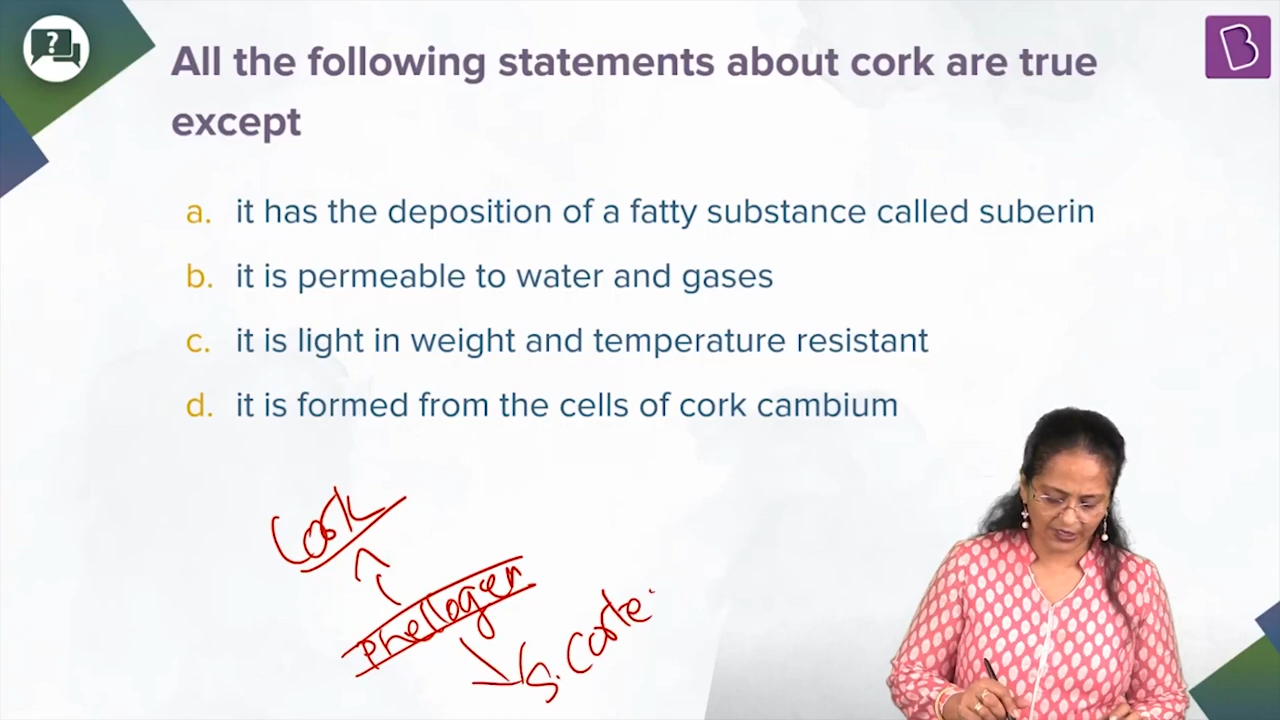 ?
B
All the following statements about cork are true
except
a. it has the deposition of a fatty substance called suberin
b. it is permeable to water and gases
c. it is light in weight and temperature resistant
d. it is formed from the cells of cork cambium
Cork
Phellogen
S. Corte